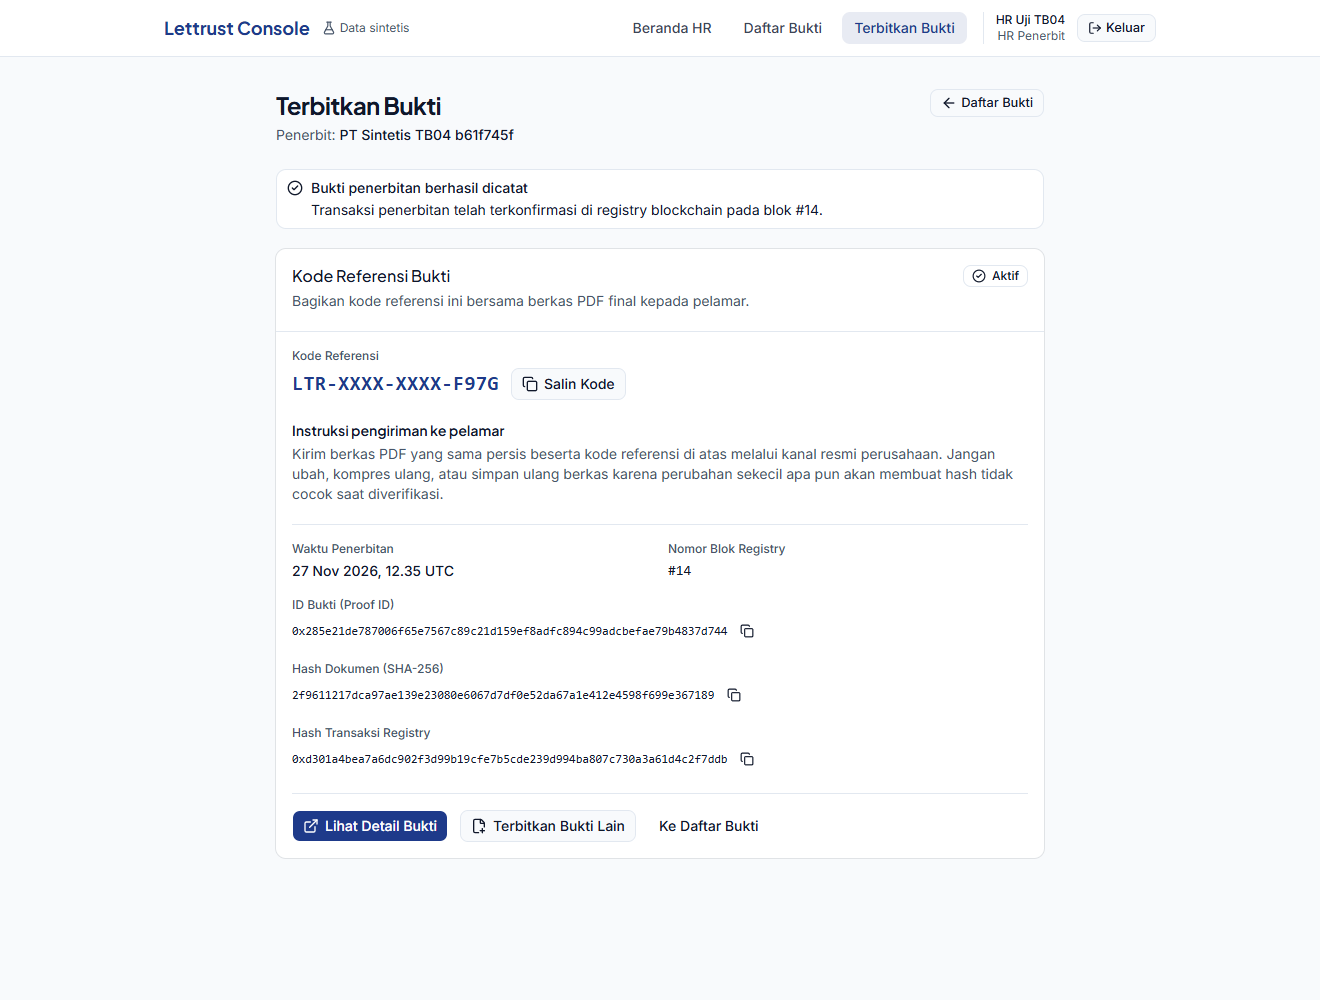 Lettrust Console
Data sintetis
Beranda HR
Daftar Bukti
Terbitkan Bukti
HR Uji TB04
HR Penerbit
Keluar
Terbitkan Bukti
Daftar Bukti
Penerbit: PT Sintetis TB04 b61f745f
Bukti penerbitan berhasil dicatat
Transaksi penerbitan telah terkonfirmasi di registry blockchain pada blok #14.
Kode Referensi Bukti
Aktif
Bagikan kode referensi ini bersama berkas PDF final kepada pelamar.
Kode Referensi
LTR-XXXX-XXXX-F97G
Salin Kode
Instruksi pengiriman ke pelamar
Kirim berkas PDF yang sama persis beserta kode referensi di atas melalui kanal resmi perusahaan. Jangan
ubah, kompres ulang, atau simpan ulang berkas karena perubahan sekecil apa pun akan membuat hash tidak
cocok saat diverifikasi.
Waktu Penerbitan
27 Nov 2026, 12.35 UTC
Nomor Blok Registry
#14
ID Bukti (Proof ID)
0x285e21de787006f65e7567c89c21d159ef8adfc894c99adcbefae79b4837d744
Hash Dokumen (SHA-256)
2f9611217dca97ae139e23080e6067d7df0e52da67a1e412e4598f699e367189
Hash Transaksi Registry
0xd301a4bea7a6dc902f3d99b19cfe7b5cde239d994ba807c730a3a61d4c2f7ddb
Lihat Detail Bukti
Terbitkan Bukti Lain
Ke Daftar Bukti